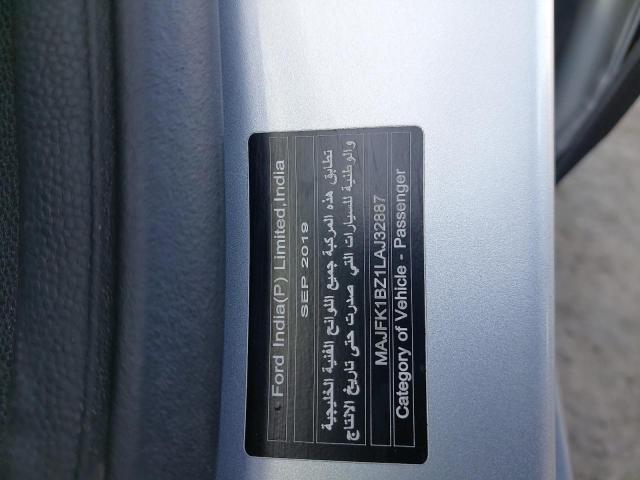 Ford India(P) Limited,India
SEP 2019
تطابق هذه المركبة جميع اللوائح الفنية الخليجية
والوطنية للسيارات التي صدرت حتى تاريخ الانتاج
MAJFK1BZ1LAJ32887
Category of Vehicle - Passenger